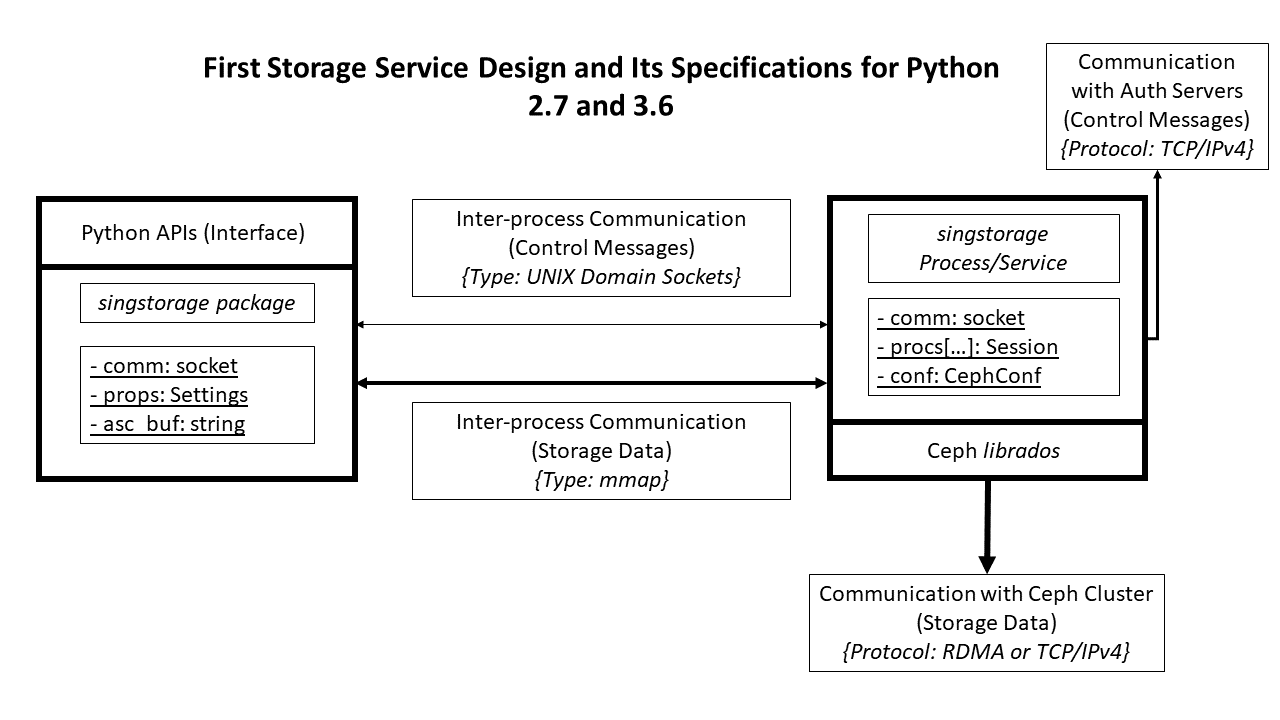 First Storage Service Design and Its Specifications for Python
2.7 and 3.6
Communication
with Auth Servers
(Control Messages)
{Protocol: TCP/IPv4}
Python APIs (Interface)
singstorage package
- comm: socket
- props: Settings
- asc_buf: string
Inter-process Communication
(Control Messages)
{Type: UNIX Domain Sockets}
Inter-process Communication
(Storage Data)
{Type: mmap}
singstorage
Process/Service
- comm: socket
- procs[…]: Session
- conf: CephConf
Ceph librados
Communication with Ceph Cluster
(Storage Data)
{Protocol: RDMA or TCP/IPv4}